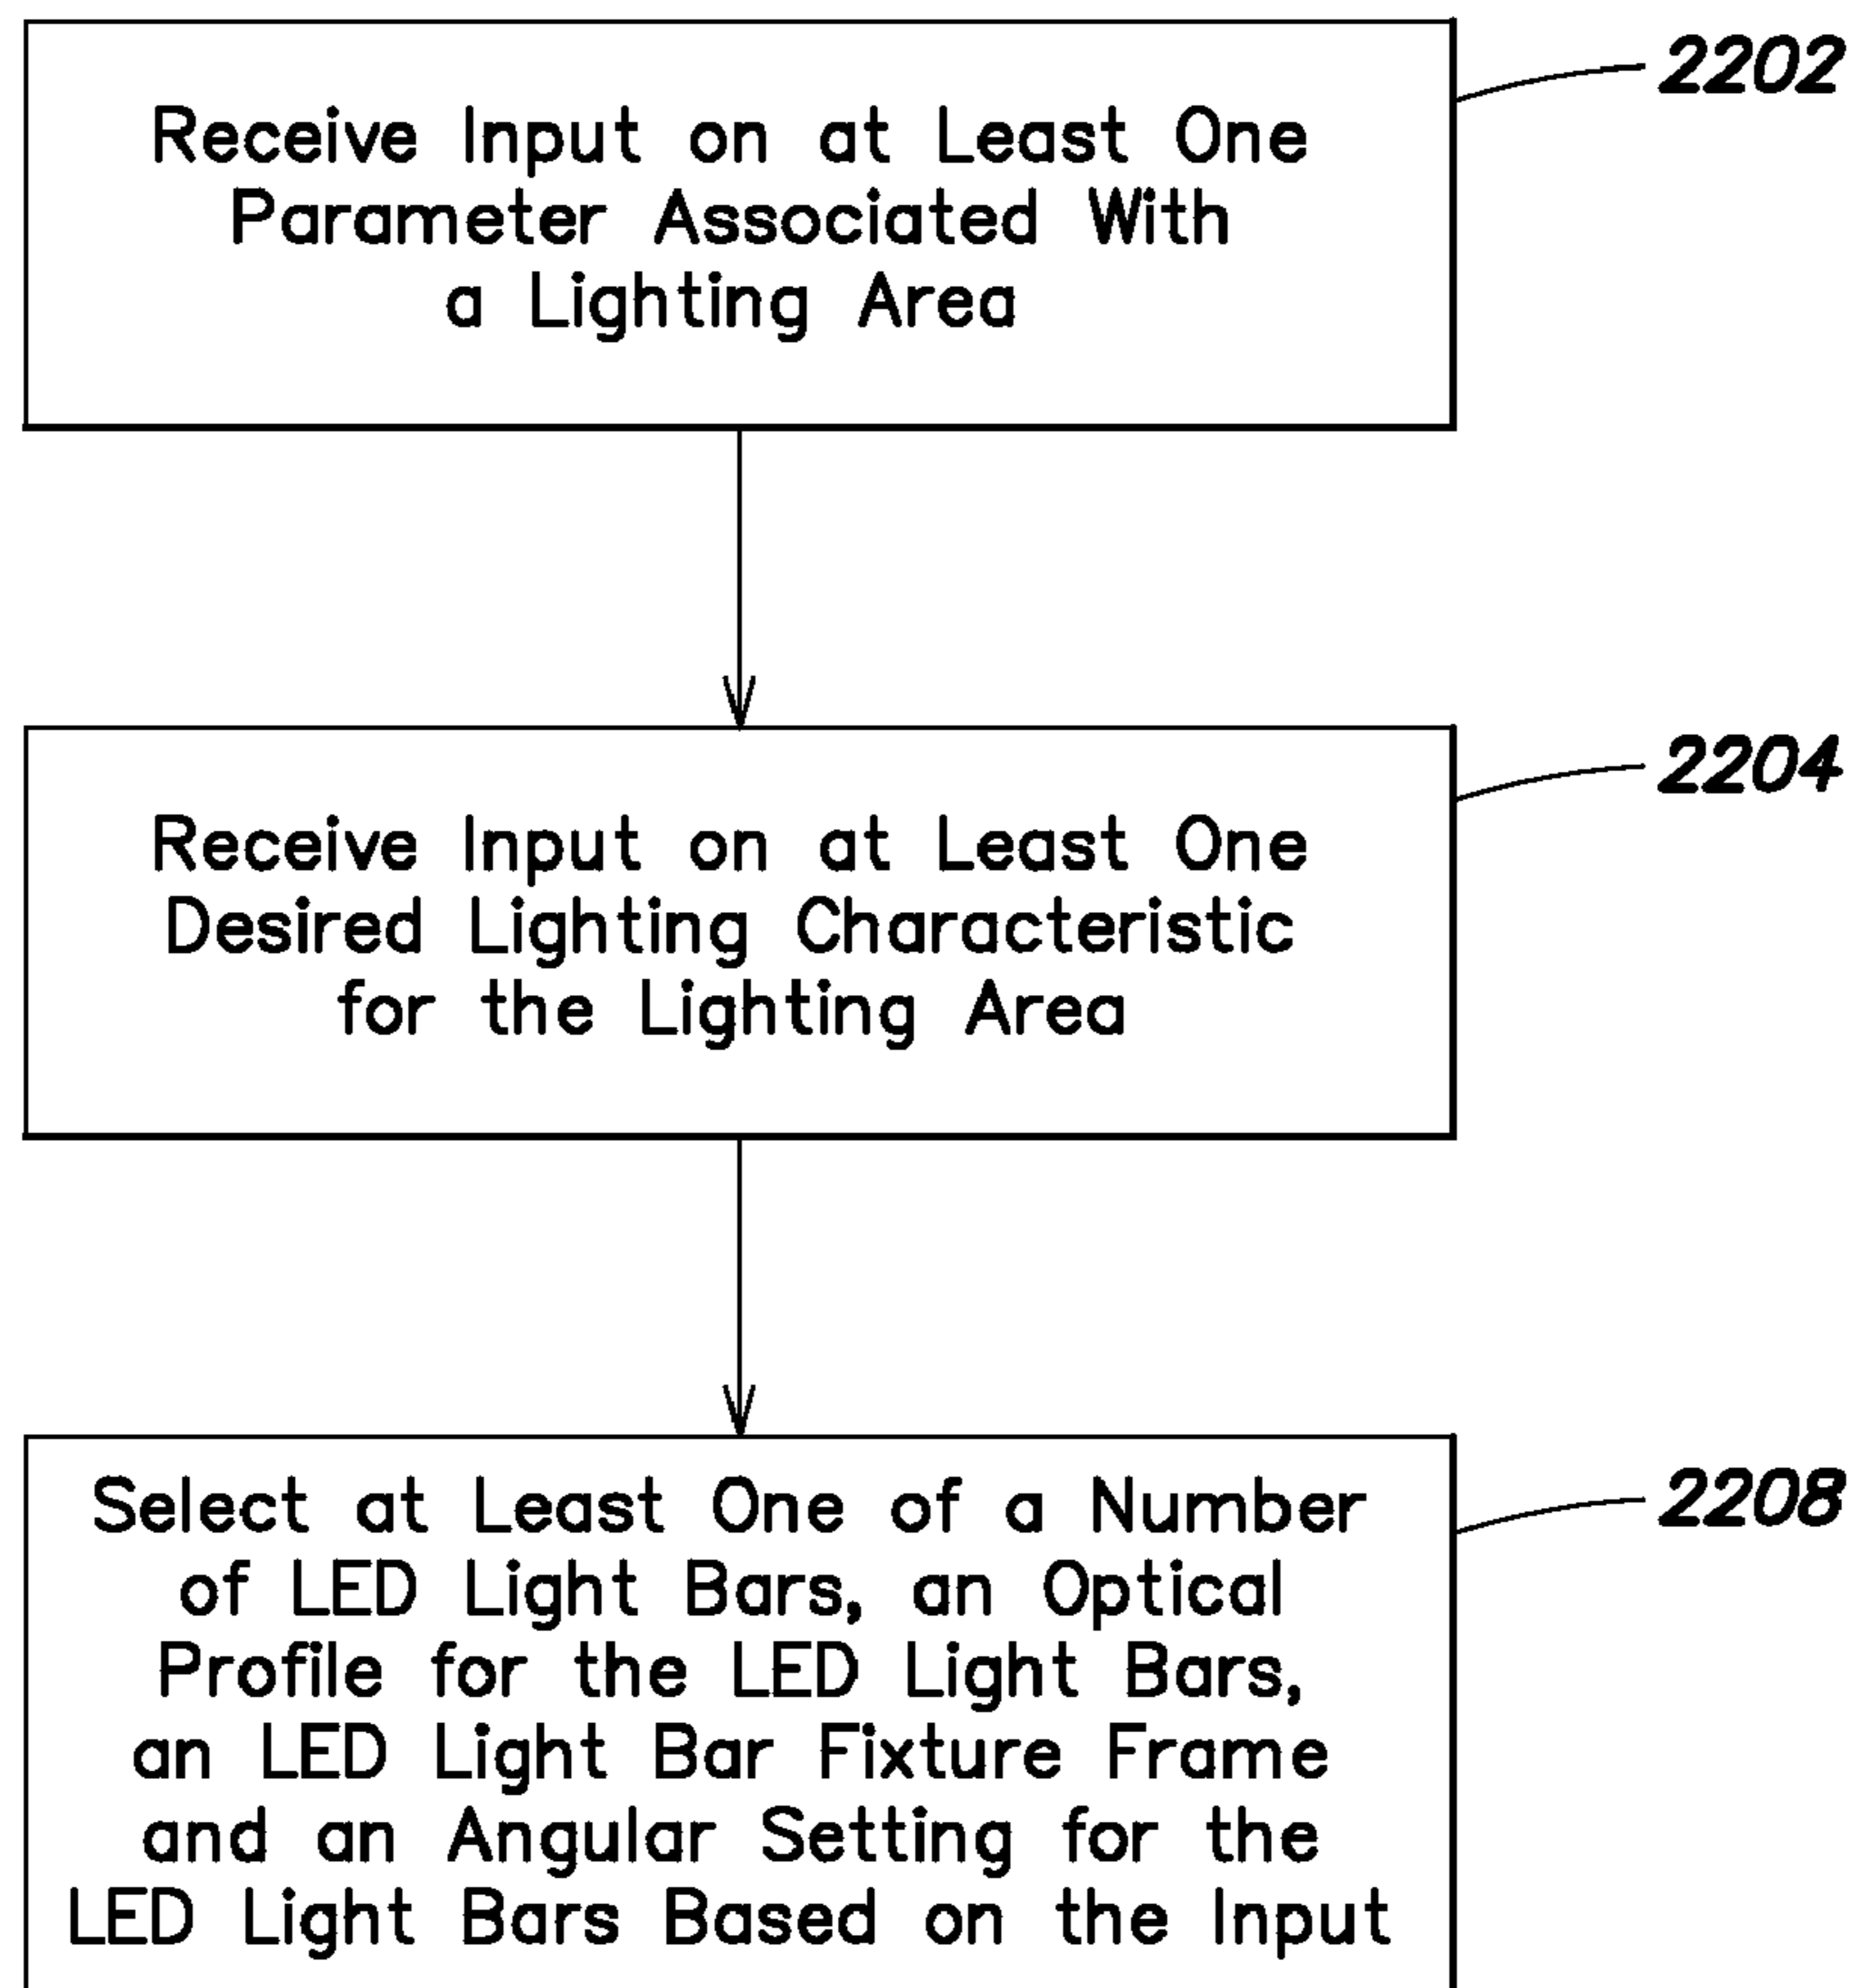 Receive Input on at Least One
Parameter Associated With
a Lighting Area
2202
Receive Input on at Least One
Desired Lighting Characteristic
for the Lighting Area
2204
Select at Least One of a Number
of LED Light Bars, an Optical
Profile for the LED Light Bars,
an LED Light Bar Fixture Frame
and an Angular Setting for the
LED Light Bars Based on the Input
2208